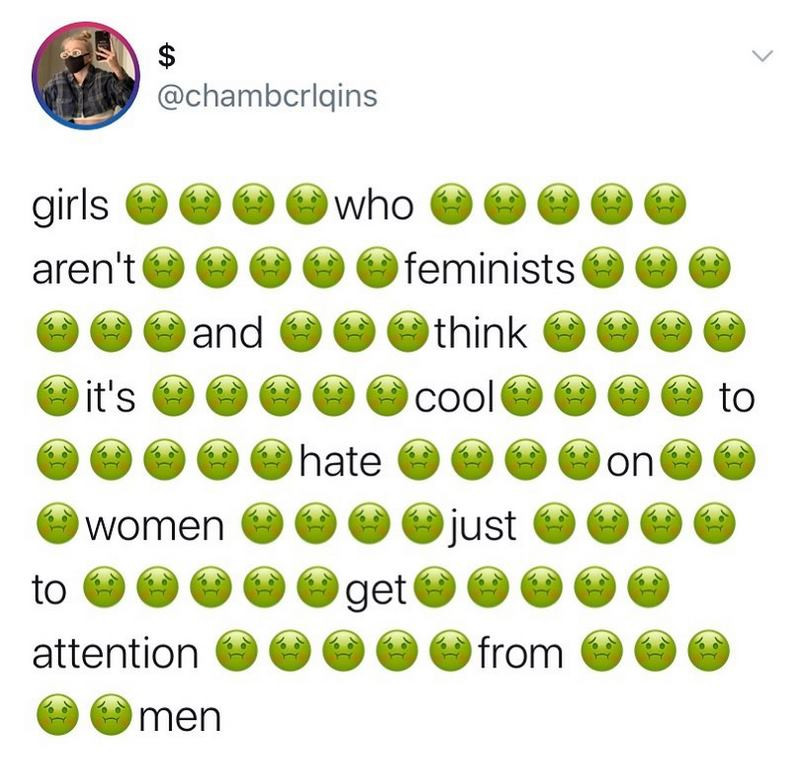 $
@chambcrlqins
girls 🤢 🤢 🤢 🤢 who 🤢 🤢 🤢 🤢 🤢
aren't 🤢 🤢 🤢 🤢 🤢 feminists 🤢 🤢 🤢
🤢 🤢 🤢 and 🤢 🤢 🤢 think 🤢 🤢 🤢 🤢
🤢 it's 🤢 🤢 🤢 🤢 🤢 cool 🤢 🤢 🤢 🤢 to
🤢 🤢 🤢 🤢 🤢 hate 🤢 🤢 🤢 🤢 on 🤢 🤢
🤢 women 🤢 🤢 🤢 🤢 just 🤢 🤢 🤢 🤢
to 🤢 🤢 🤢 🤢 🤢 get 🤢 🤢 🤢 🤢 🤢
attention 🤢 🤢 🤢 🤢 🤢 from 🤢 🤢 🤢
🤢 🤢 men